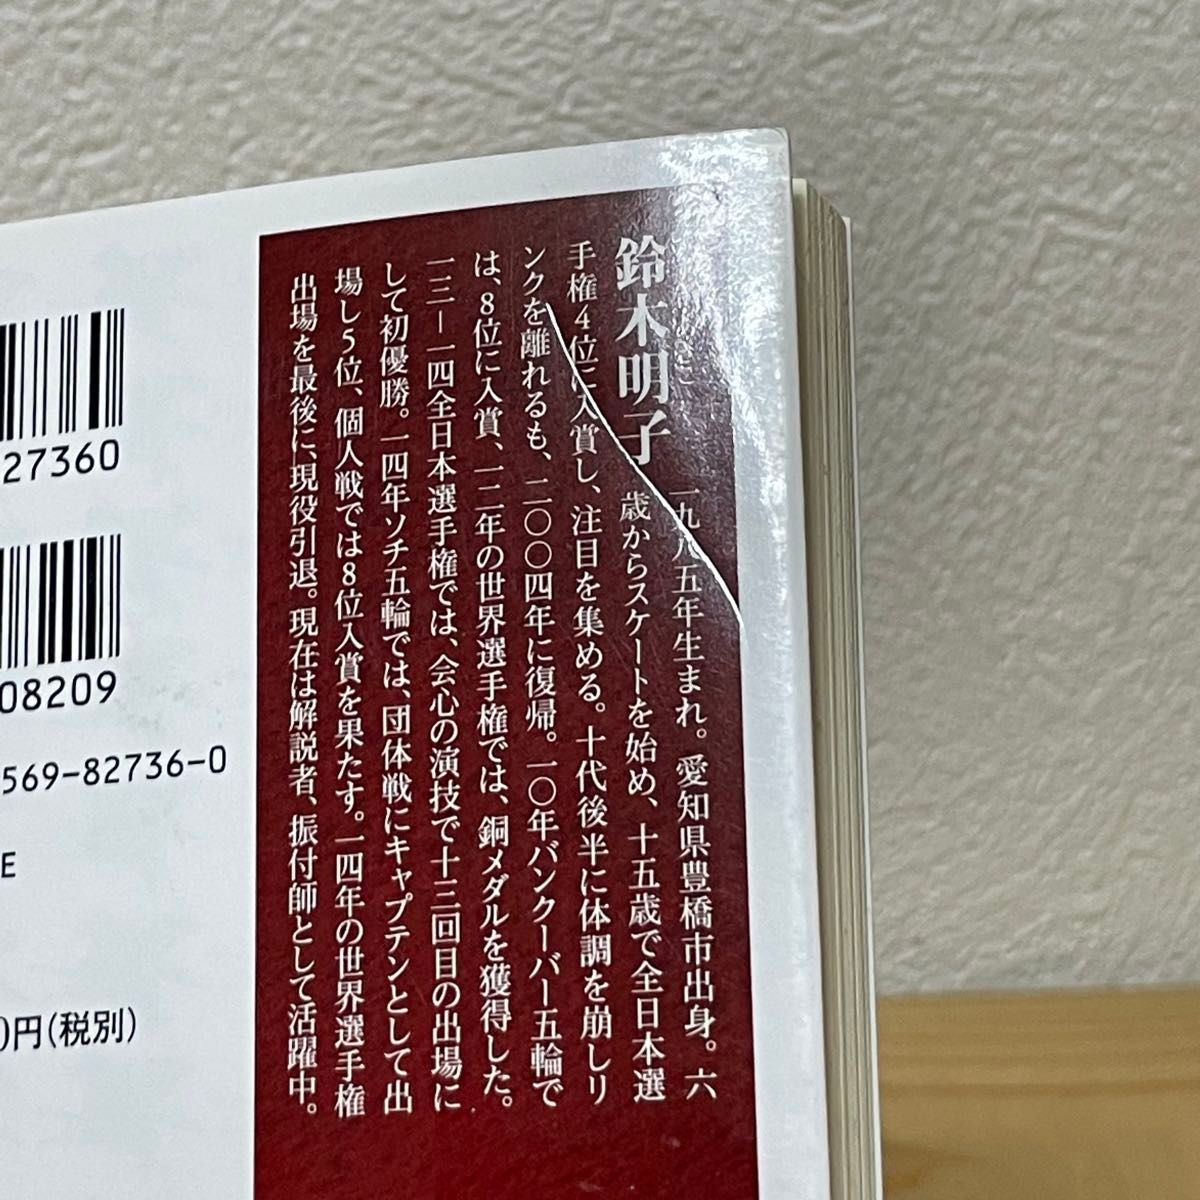 鈴木明子
一九八五年生まれ。愛知県豊橋市出身。六
歳からスケートを始め、十五歳で全日本選
手権4位に入賞し、注目を集める。十代後半に体調を崩しリ
ンクを離れるも、二〇〇四年に復帰。一〇年バンクーバー五輪で
は、8位に入賞、一二年の世界選手権では、銅メダルを獲得した。
一三－一四全日本選手権では、会心の演技で十三回目の出場に
して初優勝。一四年ソチ五輪では、団体戦にキャプテンとして出
場し5位、個人戦では8位入賞を果たす。一四年の世界選手権
出場を最後に、現役引退。現在は解説者、振付師として活躍中。
27360
08209
569-82736-0
E
0円(税別)